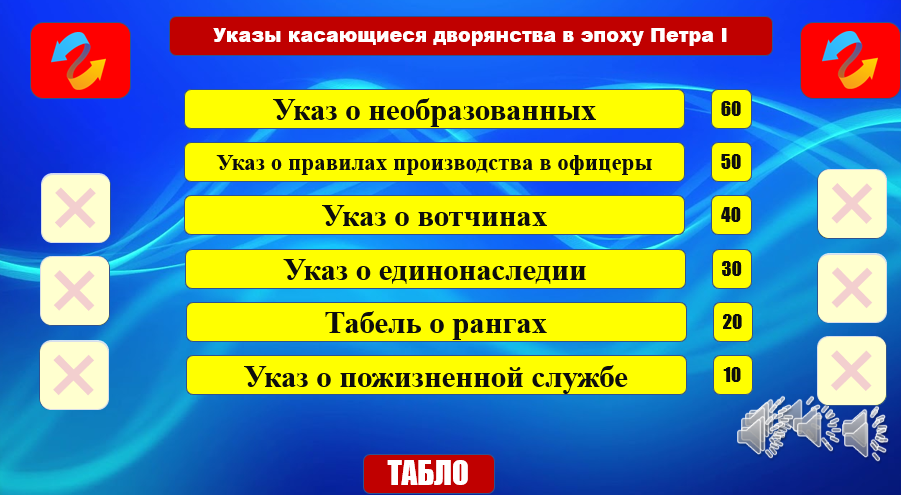 Указы касающиеся дворянства в эпоху Петра I
Указ о необразованных 60
Указ о правилах производства в офицеры 50
Указ о вотчинах 40
Указ о единонаследии 30
Табель о рангах 20
Указ о пожизненной службе 10
ТАБЛО